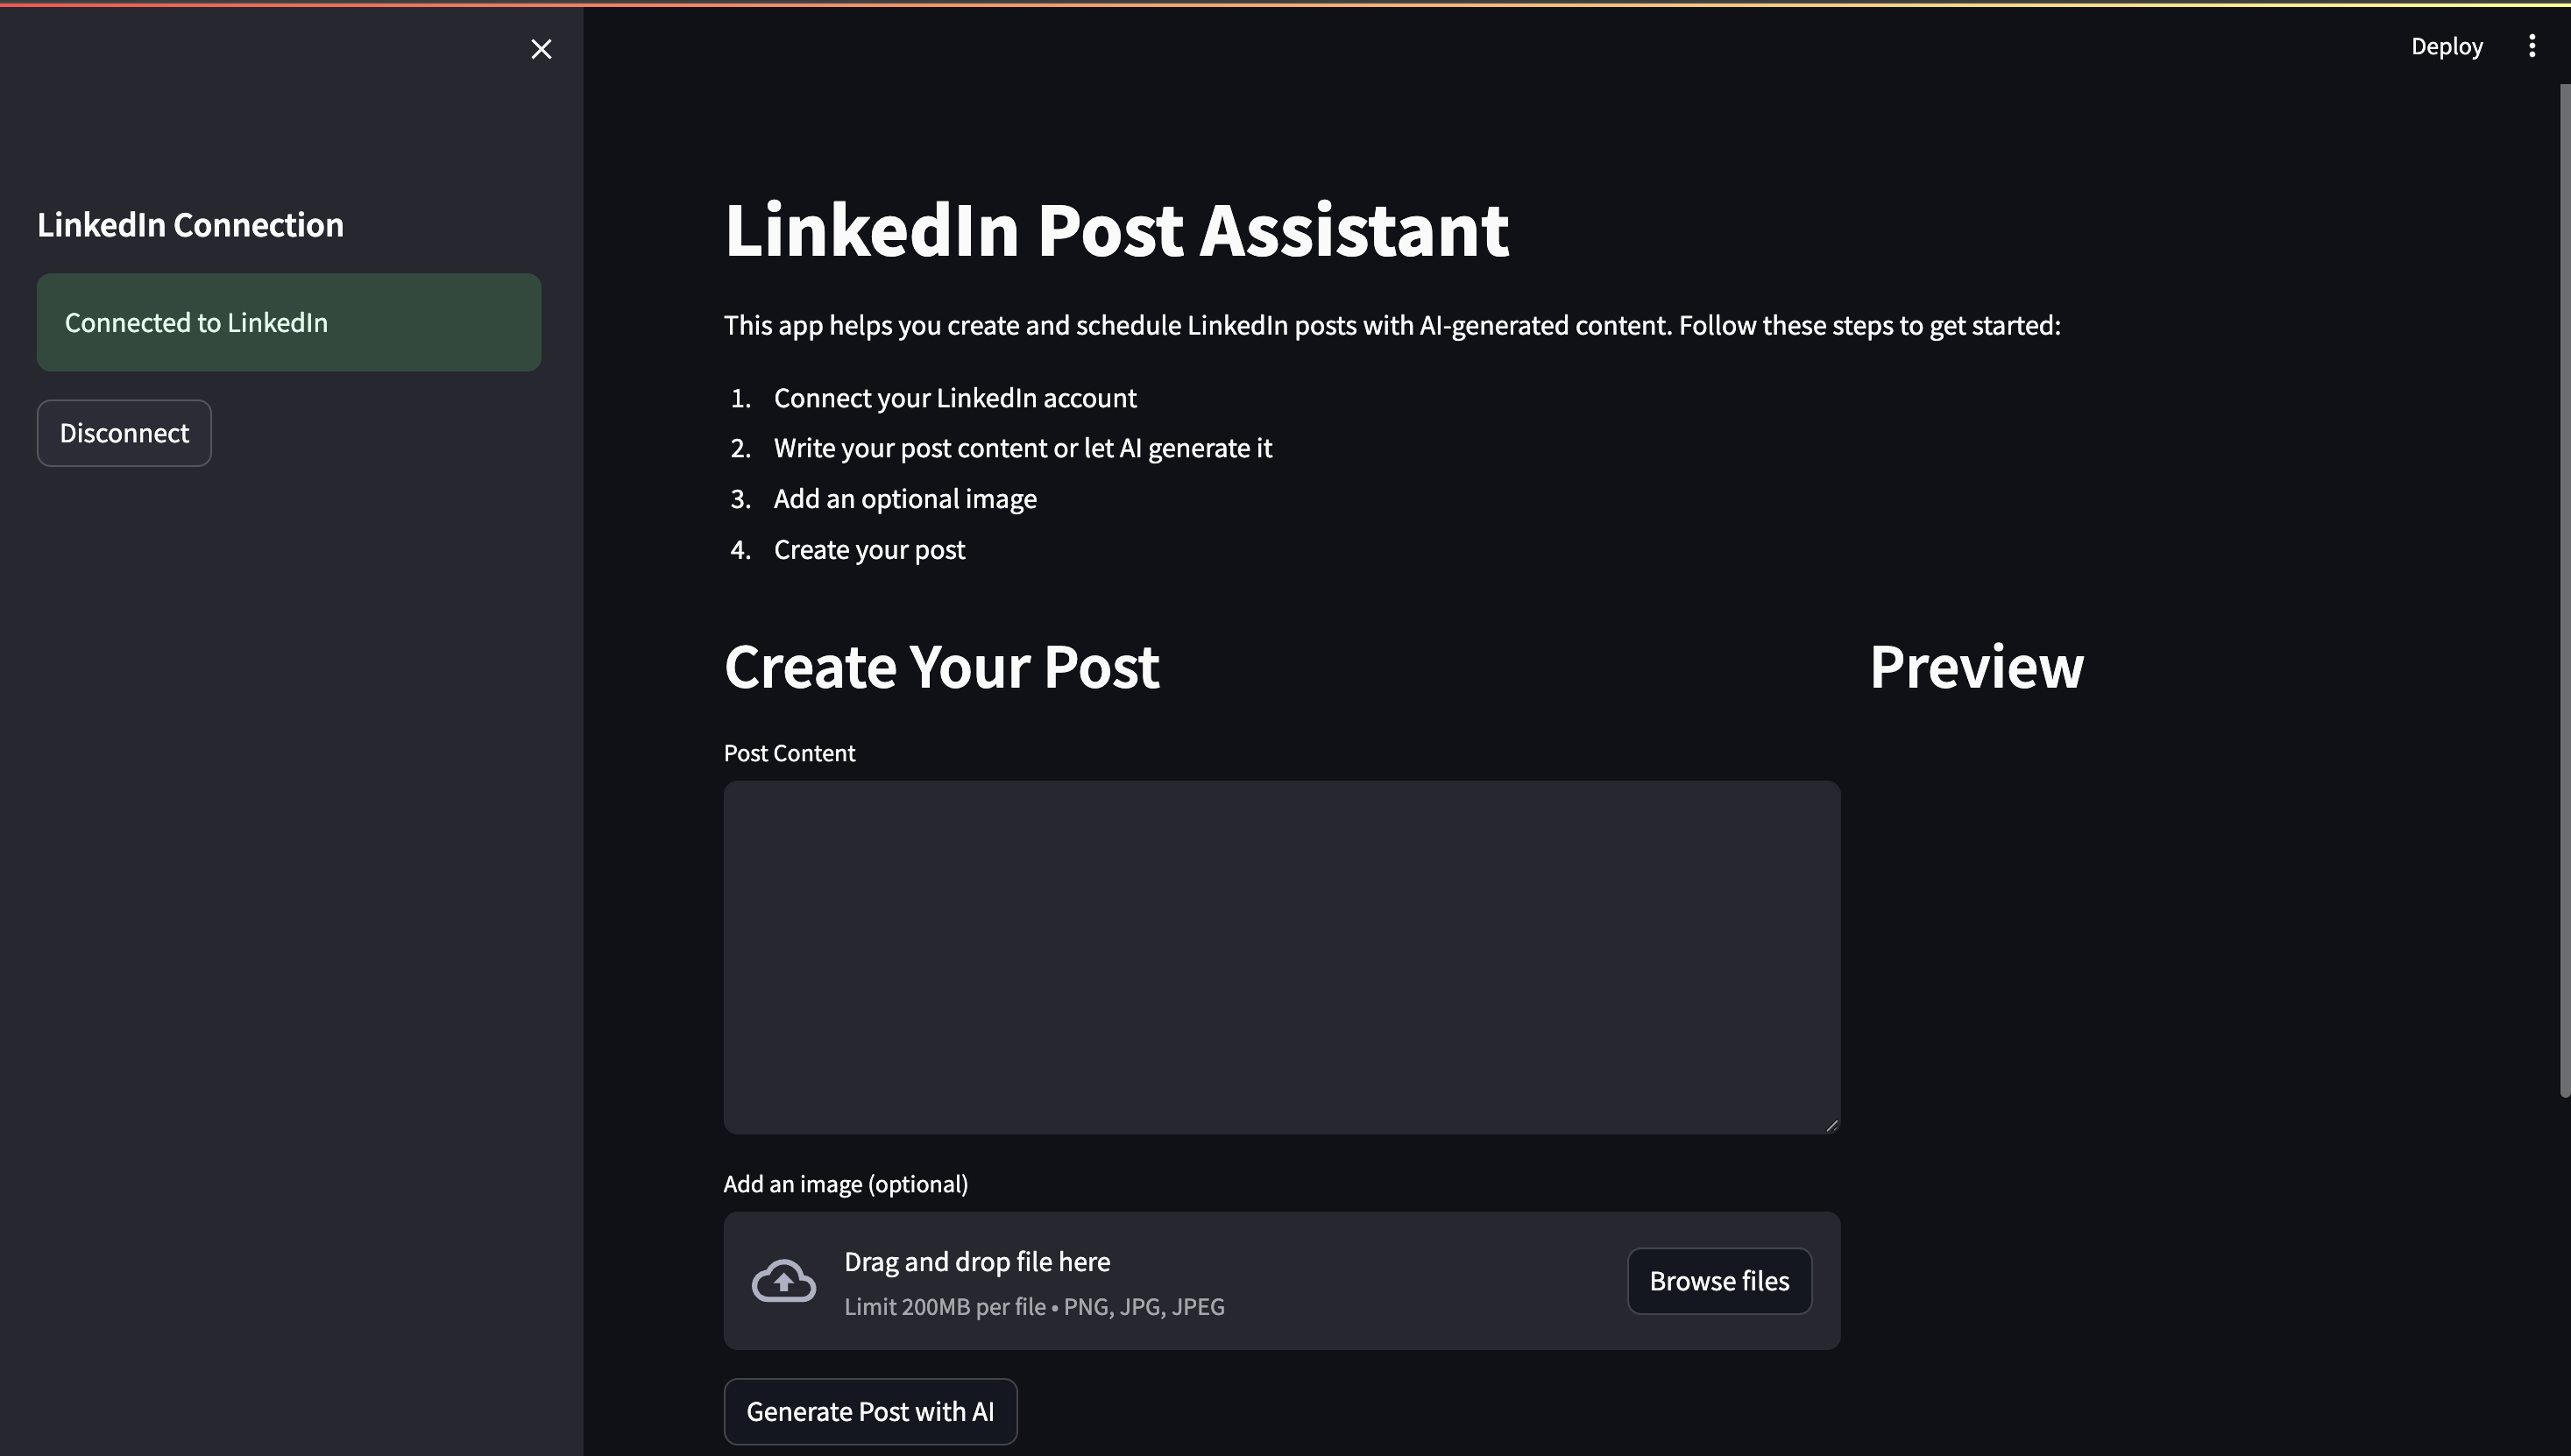 Deploy
LinkedIn Connection
Connected to LinkedIn
Disconnect
LinkedIn Post Assistant
This app helps you create and schedule LinkedIn posts with AI-generated content. Follow these steps to get started:
1. Connect your LinkedIn account
2. Write your post content or let AI generate it
3. Add an optional image
4. Create your post
Create Your Post
Post Content
Add an image (optional)
Drag and drop file here
Limit 200MB per file • PNG, JPG, JPEG
Browse files
Generate Post with AI
Preview